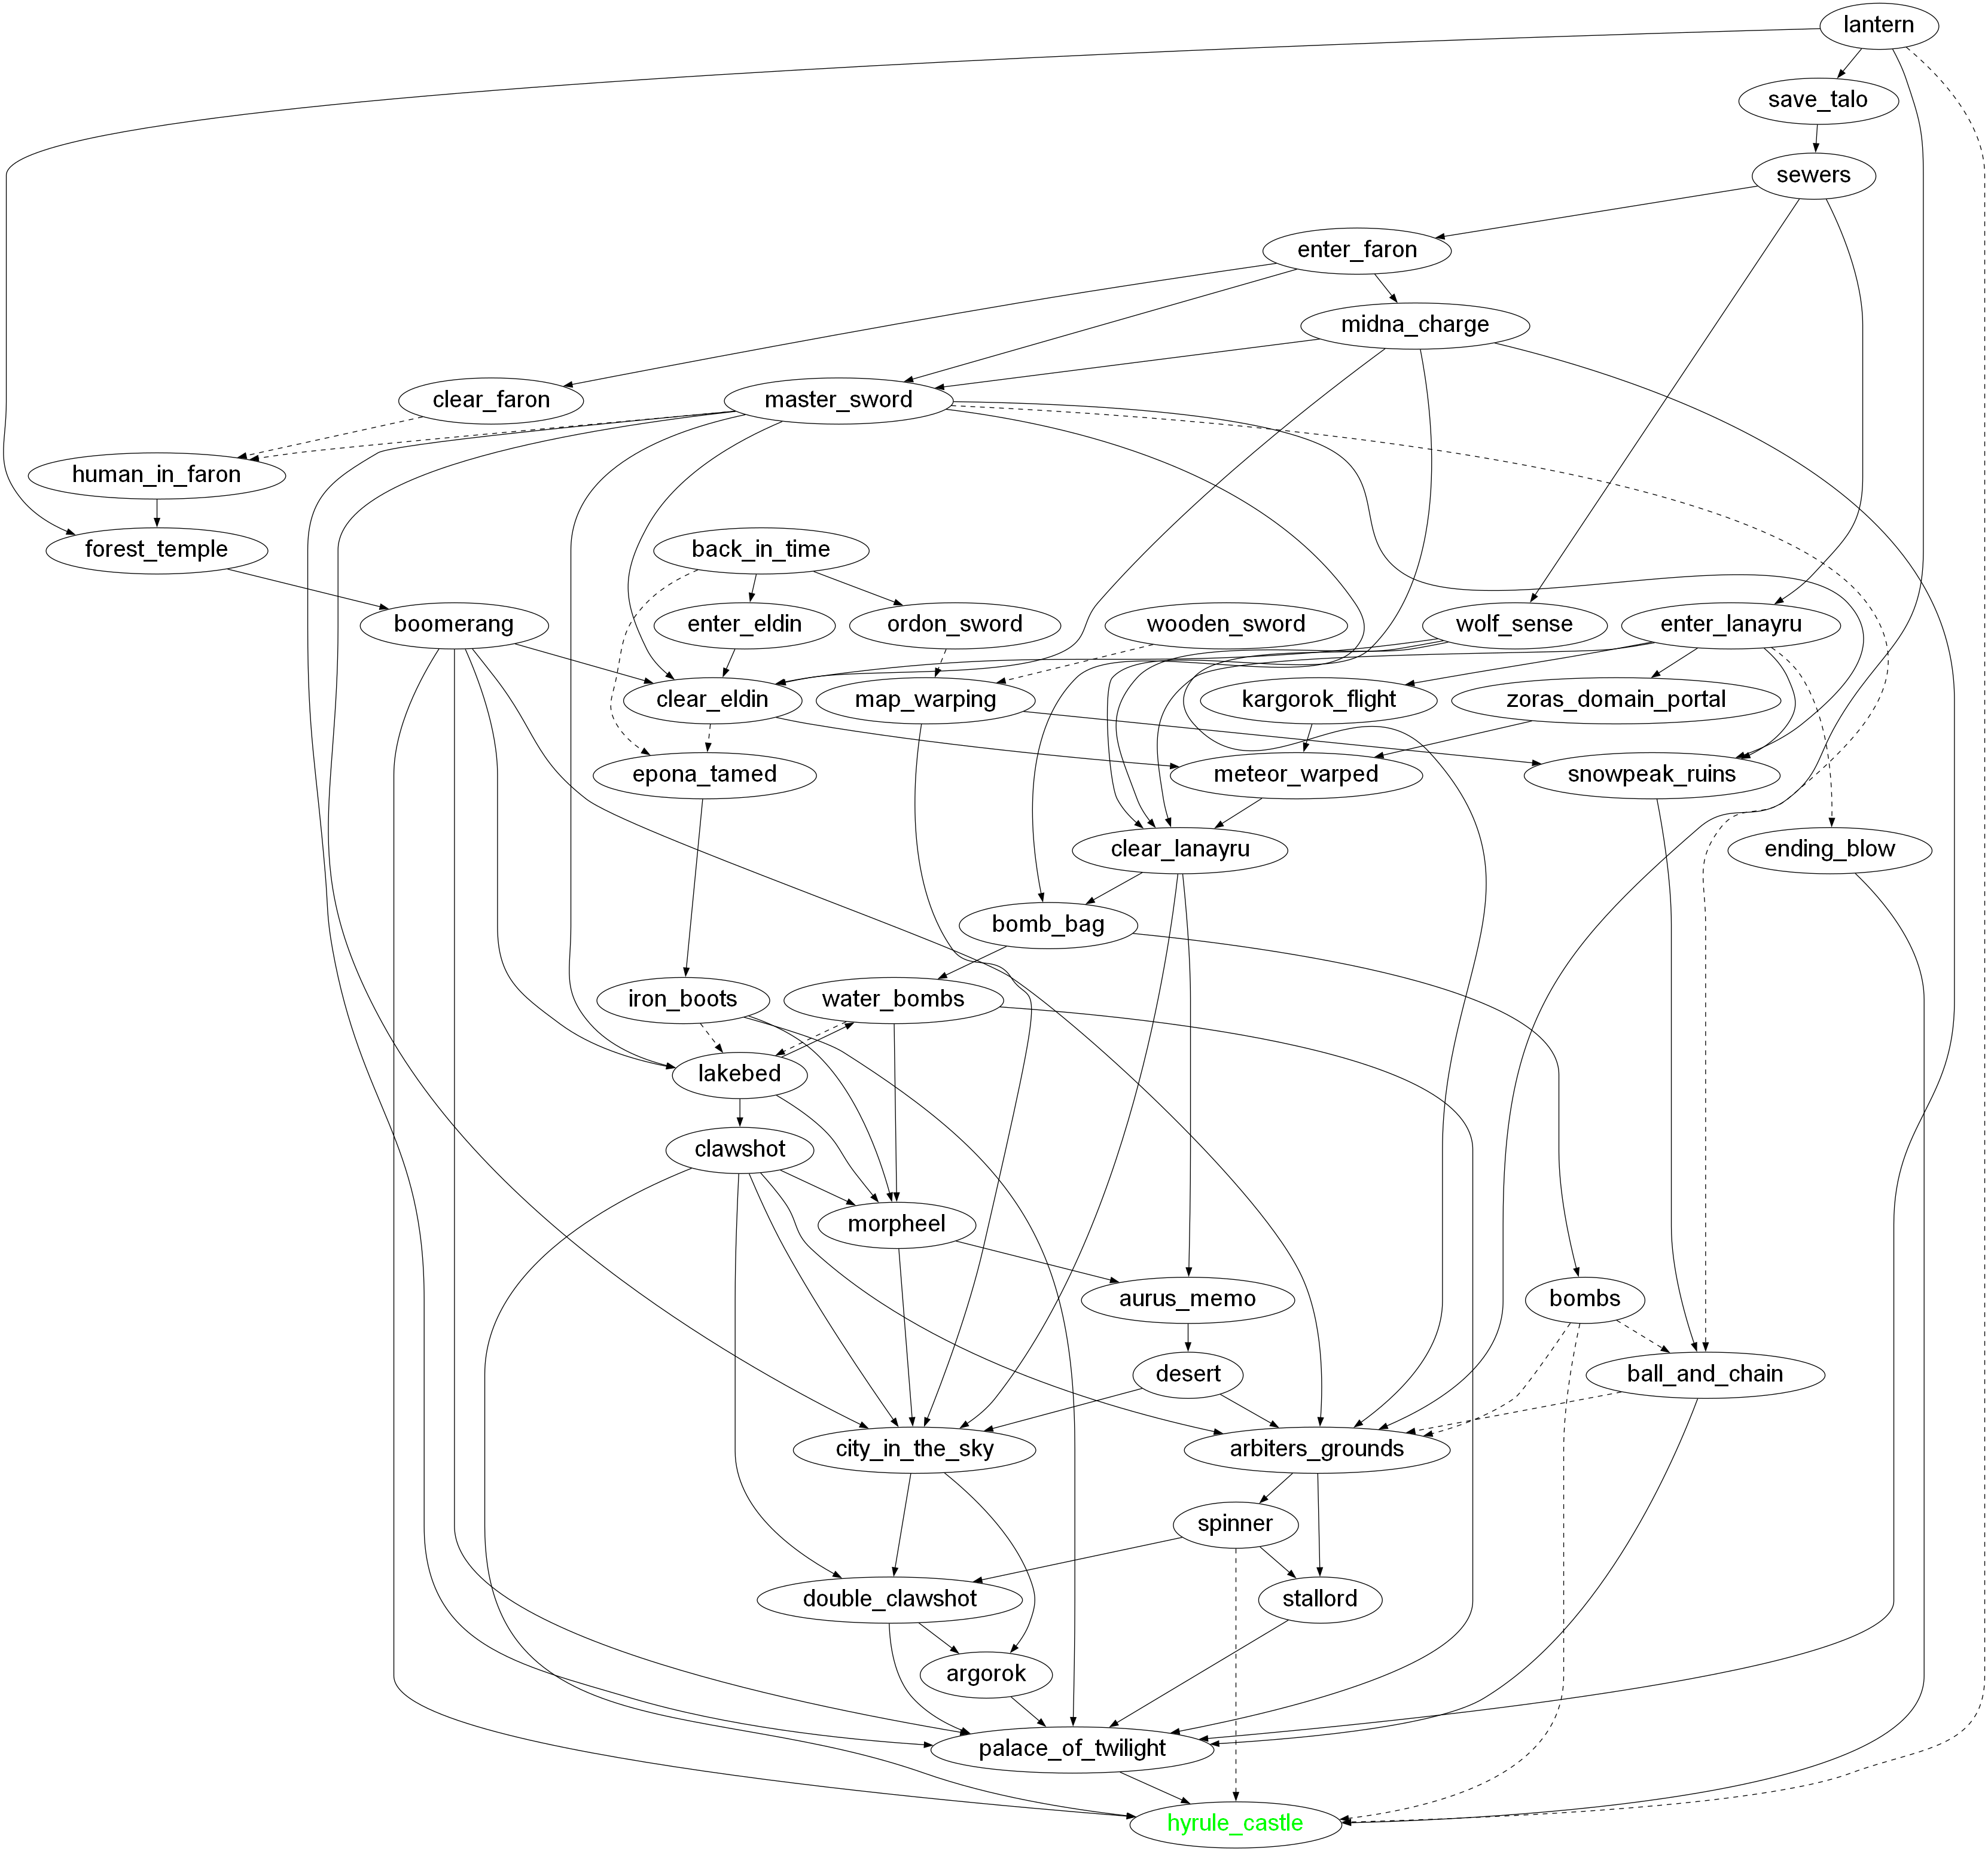 lantern
save_talo
sewers
enter_faron
midna_charge
clear_faron
master_sword
human_in_faron
forest_temple
back_in_time
boomerang
enter_eldin
ordon_sword
wooden_sword
wolf_sense
enter_lanayru
clear_eldin
map_warping
kargorok_flight
zoras_domain_portal
epona_tamed
meteor_warped
snowpeak_ruins
clear_lanayru
ending_blow
bomb_bag
iron_boots
water_bombs
lakebed
clawshot
morpheel
aurus_memo
bombs
desert
ball_and_chain
city_in_the_sky
arbiters_grounds
spinner
double_clawshot
stallord
argorok
palace_of_twilight
hyrule_castle